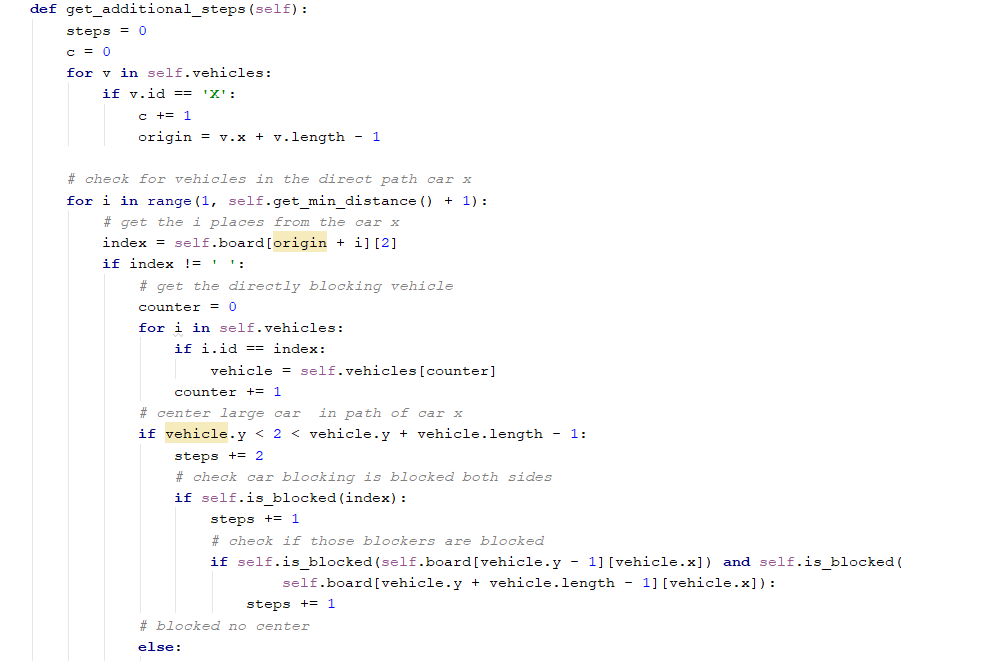 def get_additional_steps(self):
    steps = 0
    c = 0
    for v in self.vehicles:
        if v.id == 'X':
            c += 1
            origin = v.x + v.length - 1

    # check for vehicles in the direct path car x
    for i in range(1, self.get_min_distance() + 1):
        # get the i places from the car x
        index = self.board[origin + i][2]
        if index != ' ':
            # get the directly blocking vehicle
            counter = 0
            for i in self.vehicles:
                if i.id == index:
                    vehicle = self.vehicles[counter]
                counter += 1
            # center large car  in path of car x
            if vehicle.y < 2 < vehicle.y + vehicle.length - 1:
                steps += 2
                # check car blocking is blocked both sides
                if self.is_blocked(index):
                    steps += 1
                    # check if those blockers are blocked
                    if self.is_blocked(self.board[vehicle.y - 1][vehicle.x]) and self.is_blocked(
                            self.board[vehicle.y + vehicle.length - 1][vehicle.x]):
                        steps += 1
            # blocked no center
            else: